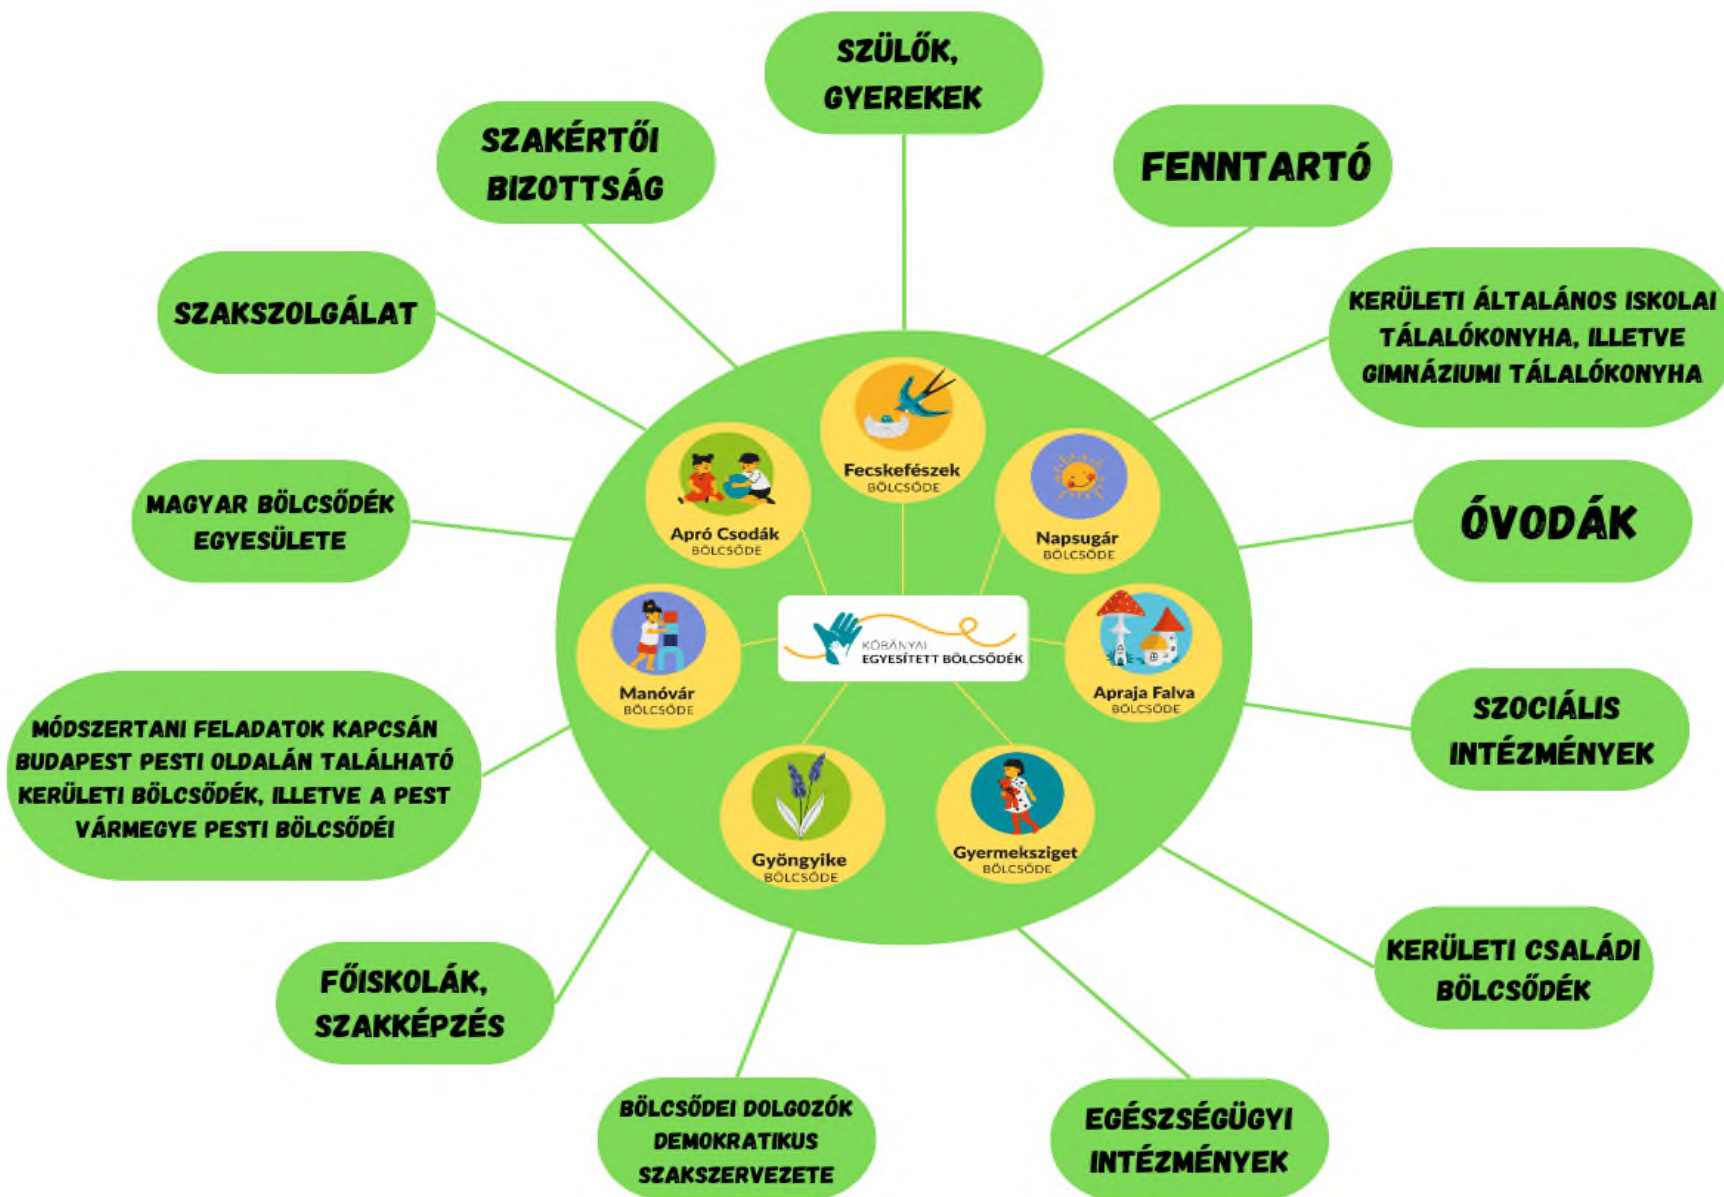 SZÜLŐK,
GYEREKEK
SZAKÉRTŐI
BIZOTTSÁG
FENNTARTÓ
SZAKSZOLGÁLAT
KERÜLETI ÁLTALÁNOS ISKOLAI
TÁLALÓKONYHA, ILLETVE
GIMNÁZIUMI TÁLALÓKONYHA
MAGYAR BÖLCSŐDÉK
EGYESÜLETE
ÓVODÁK
Fecskefészek
BÖLCSŐDE
Apró Csodák
BÖLCSŐDE
Napsugár
BÖLCSŐDE
KŐBÁNYAI
EGYESÍTETT BÖLCSŐDÉK
Manóvár
BÖLCSŐDE
Apraja Falva
BÖLCSŐDE
Gyöngyike
BÖLCSŐDE
Gyermeksziget
BÖLCSŐDE
MÓDSZERTANI FELADATOK KAPCSÁN
BUDAPEST PESTI OLDALÁN TALÁLHATÓ
KERÜLETI BÖLCSŐDÉK, ILLETVE A PEST
VÁRMEGYE PESTI BÖLCSŐDÉI
SZOCIÁLIS
INTÉZMÉNYEK
FŐISKOLÁK,
SZAKKÉPZÉS
KERÜLETI CSALÁDI
BÖLCSŐDÉK
BÖLCSŐDEI DOLGOZÓK
DEMOKRATIKUS
SZAKSZERVEZETE
EGÉSZSÉGÜGYI
INTÉZMÉNYEK